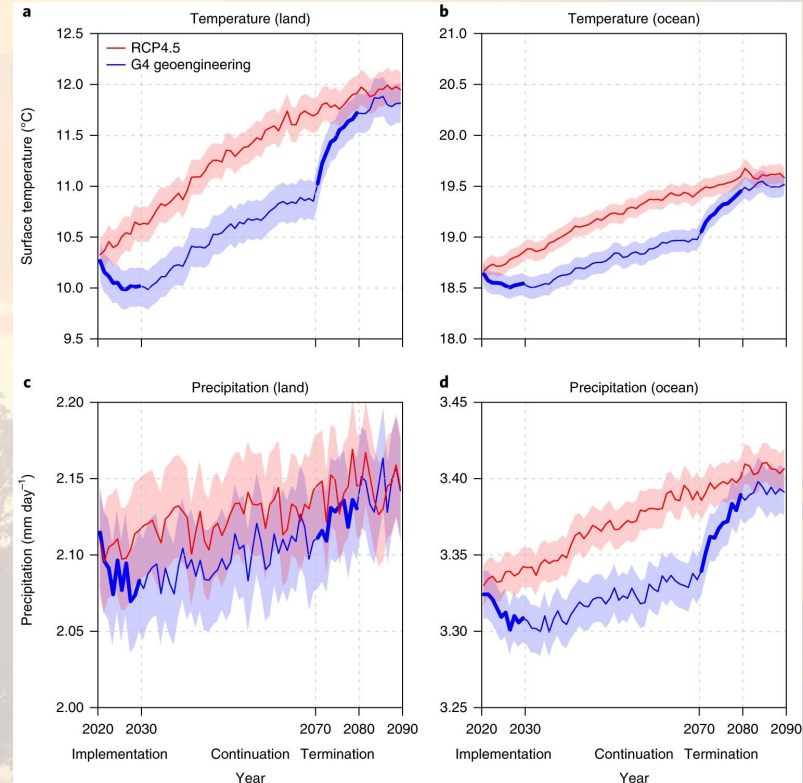 a
Temperature (land)
b
Temperature (ocean)
12.5
12.0
11.5
11.0
10.5
10.0
9.5
RCP4.5
G4 geoengineering
Surface temperature (°C)
21.0
20.5
20.0
19.5
19.0
18.5
18.0
c
Precipitation (land)
d
Precipitation (ocean)
2.20
2.15
2.10
2.05
2.00
Precipitation (mm day⁻¹)
3.45
3.40
3.35
3.30
3.25
2020 2030 2070 2080 2090
Implementation Continuation Termination
Year
2020 2030 2070 2080 2090
Implementation Continuation Termination
Year